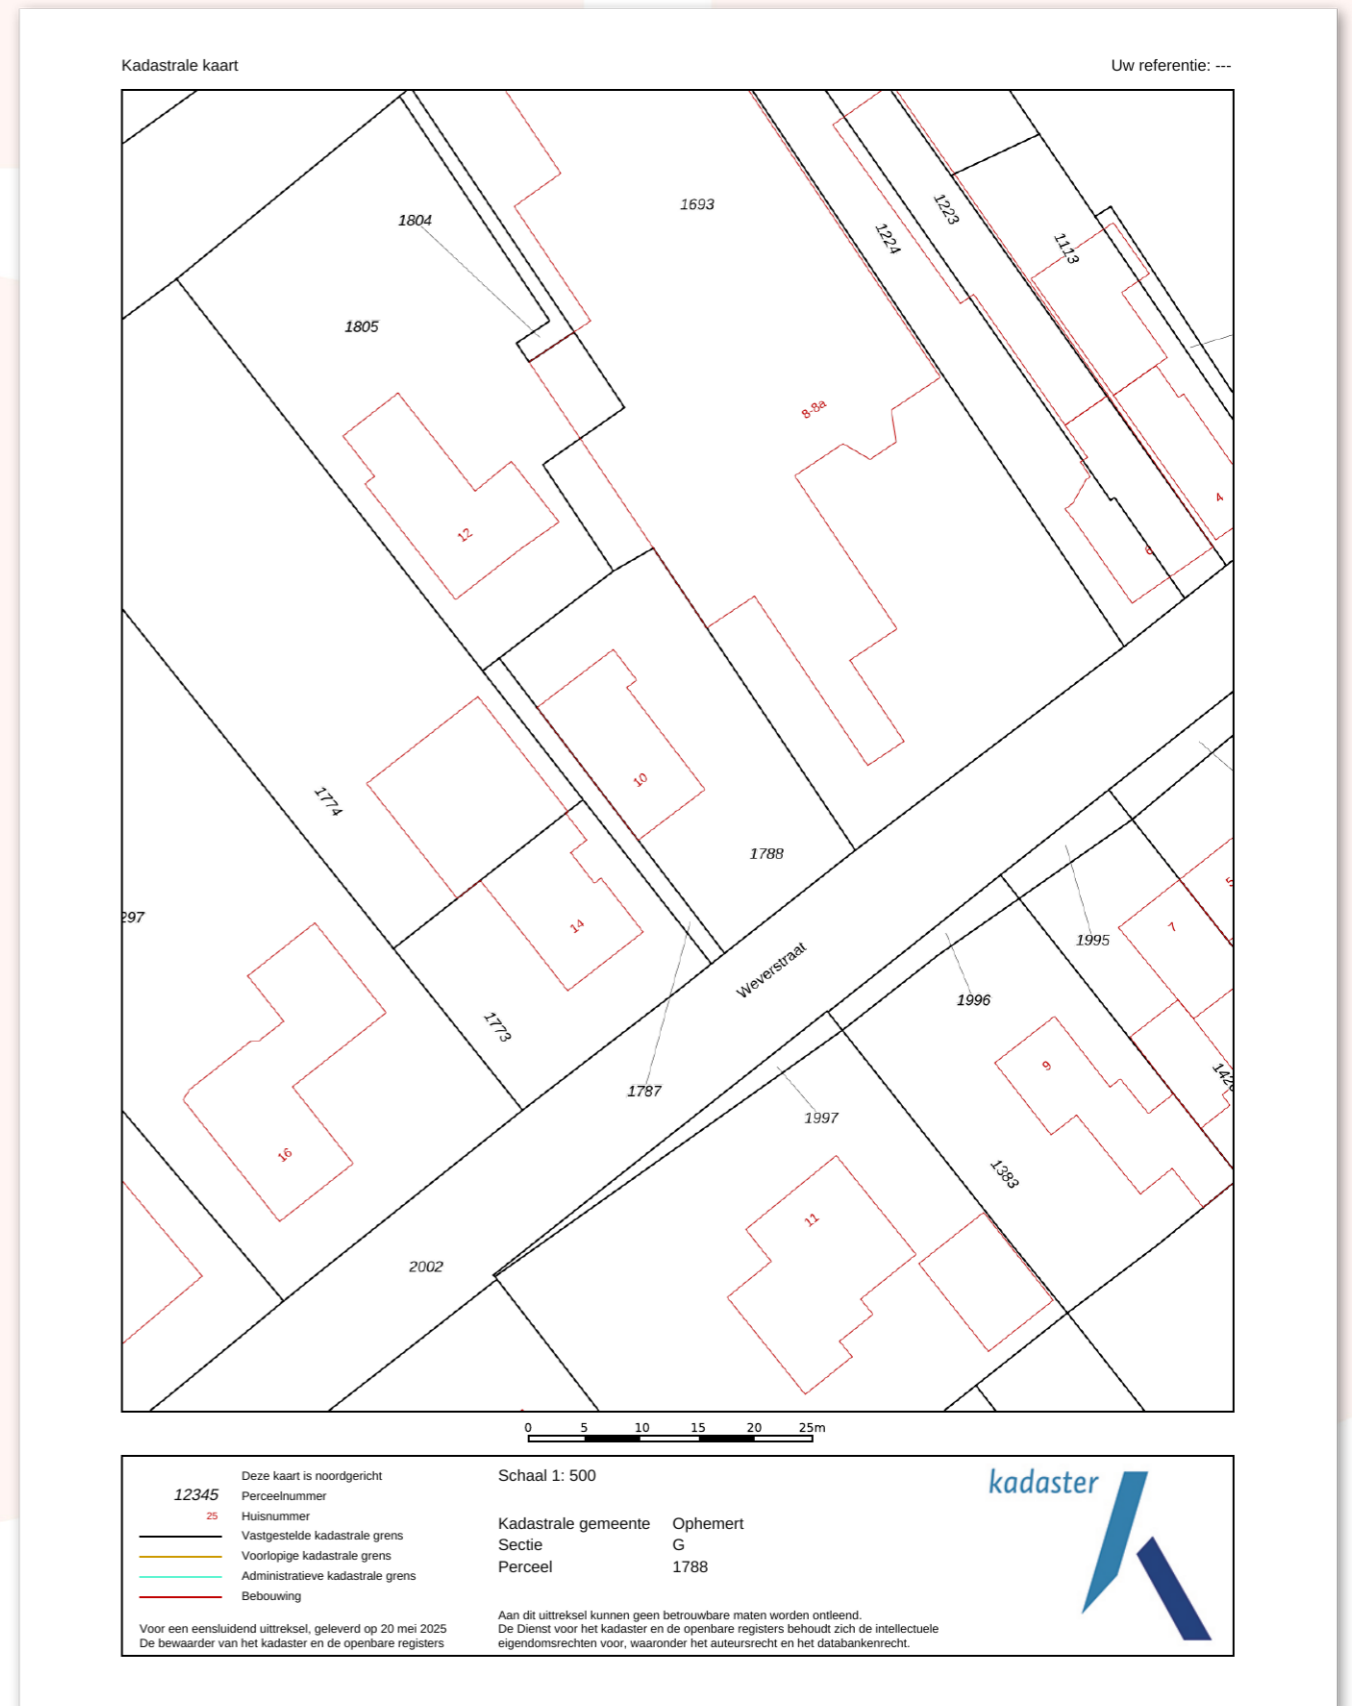 Kadastrale kaart
Uw referentie: ---
1693
1804
1223
1224
1113
1805
8-8a
12
4
6
10
1774
1788
297
14
5
7
1995
Weverstraat
1996
1773
9
1787
1997
16
1383
11
2002
0 5 10 15 20 25m
Deze kaart is noordgericht
12345 Perceelnummer
25 Huisnummer
Vastgestelde kadastrale grens
Voorlopige kadastrale grens
Administratieve kadastrale grens
Bebouwing
Voor een eensluidend uittreksel, geleverd op 20 mei 2025
De bewaarder van het kadaster en de openbare registers
Schaal 1: 500
Kadastrale gemeente Ophemert
Sectie G
Perceel 1788
Aan dit uittreksel kunnen geen betrouwbare maten worden ontleend.
De Dienst voor het kadaster en de openbare registers behoudt zich de intellectuele
eigendomsrechten voor, waaronder het auteursrecht en het databankenrecht.
kadaster